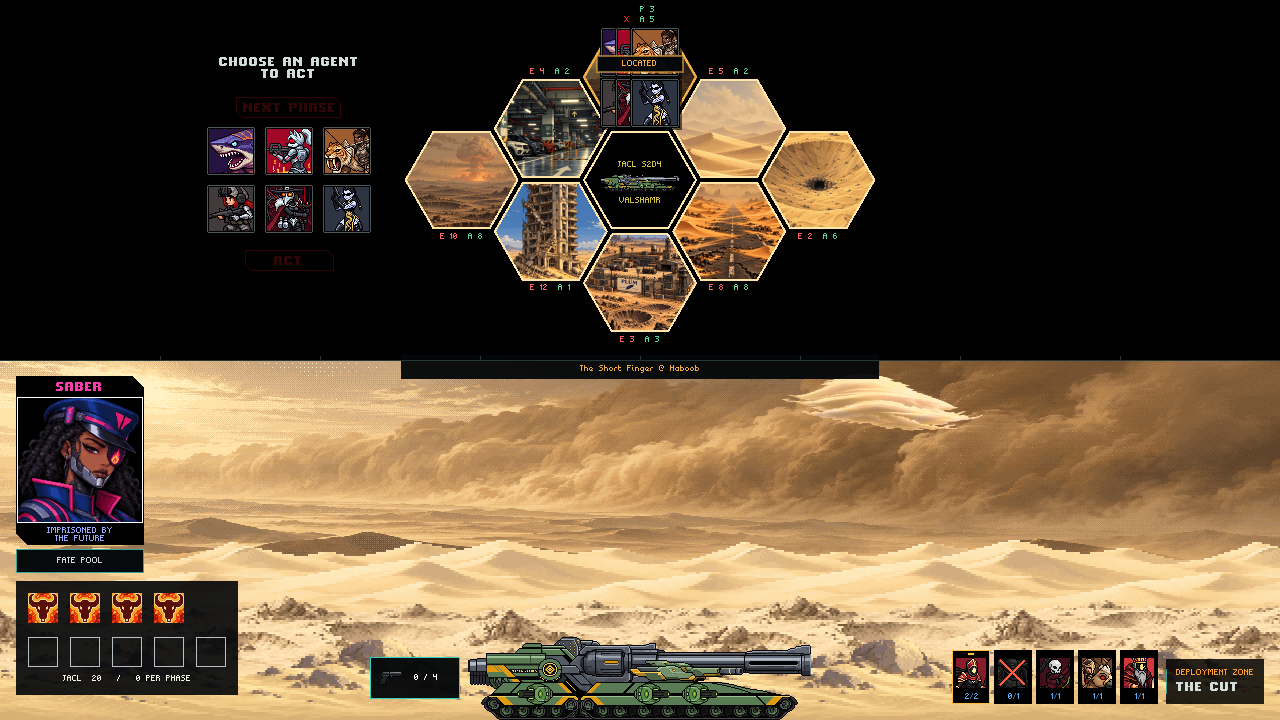 P 3
X A 5
CHOOSE AN AGENT
TO ACT
LOCATED
E 4 A 2
E 5 A 2
NEXT PHASE
JACL S2D4
VALSHAMR
E 10 A 8
E 2 A 6
ACT
PLUM
E 12 A 1
E 8 A 8
E 3 A 3
The Short Finger @ Haboob
SABER
IMPRISONED BY
THE FUTURE
FATE POOL
JACL 20 0 PER PHASE
0 / 4
2/2
0/1
1/1
1/1
1/1
DEPLOYMENT ZONE
THE CUT